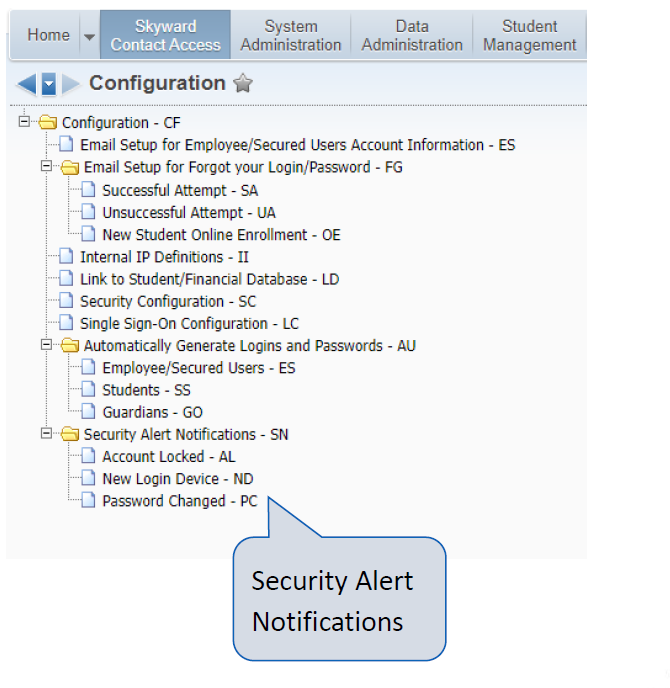 Home
Skyward
Contact Access
System
Administration
Data
Administration
Student
Management
Configuration
Configuration - CF
Email Setup for Employee/Secured Users Account Information - ES
Email Setup for Forgot your Login/Password - FG
Successful Attempt - SA
Unsuccessful Attempt - UA
New Student Online Enrollment - OE
Internal IP Definitions - II
Link to Student/Financial Database - LD
Security Configuration - SC
Single Sign-On Configuration - LC
Automatically Generate Logins and Passwords - AU
Employee/Secured Users - ES
Students - SS
Guardians - GO
Security Alert Notifications - SN
Account Locked - AL
New Login Device - ND
Password Changed - PC
Security Alert
Notifications